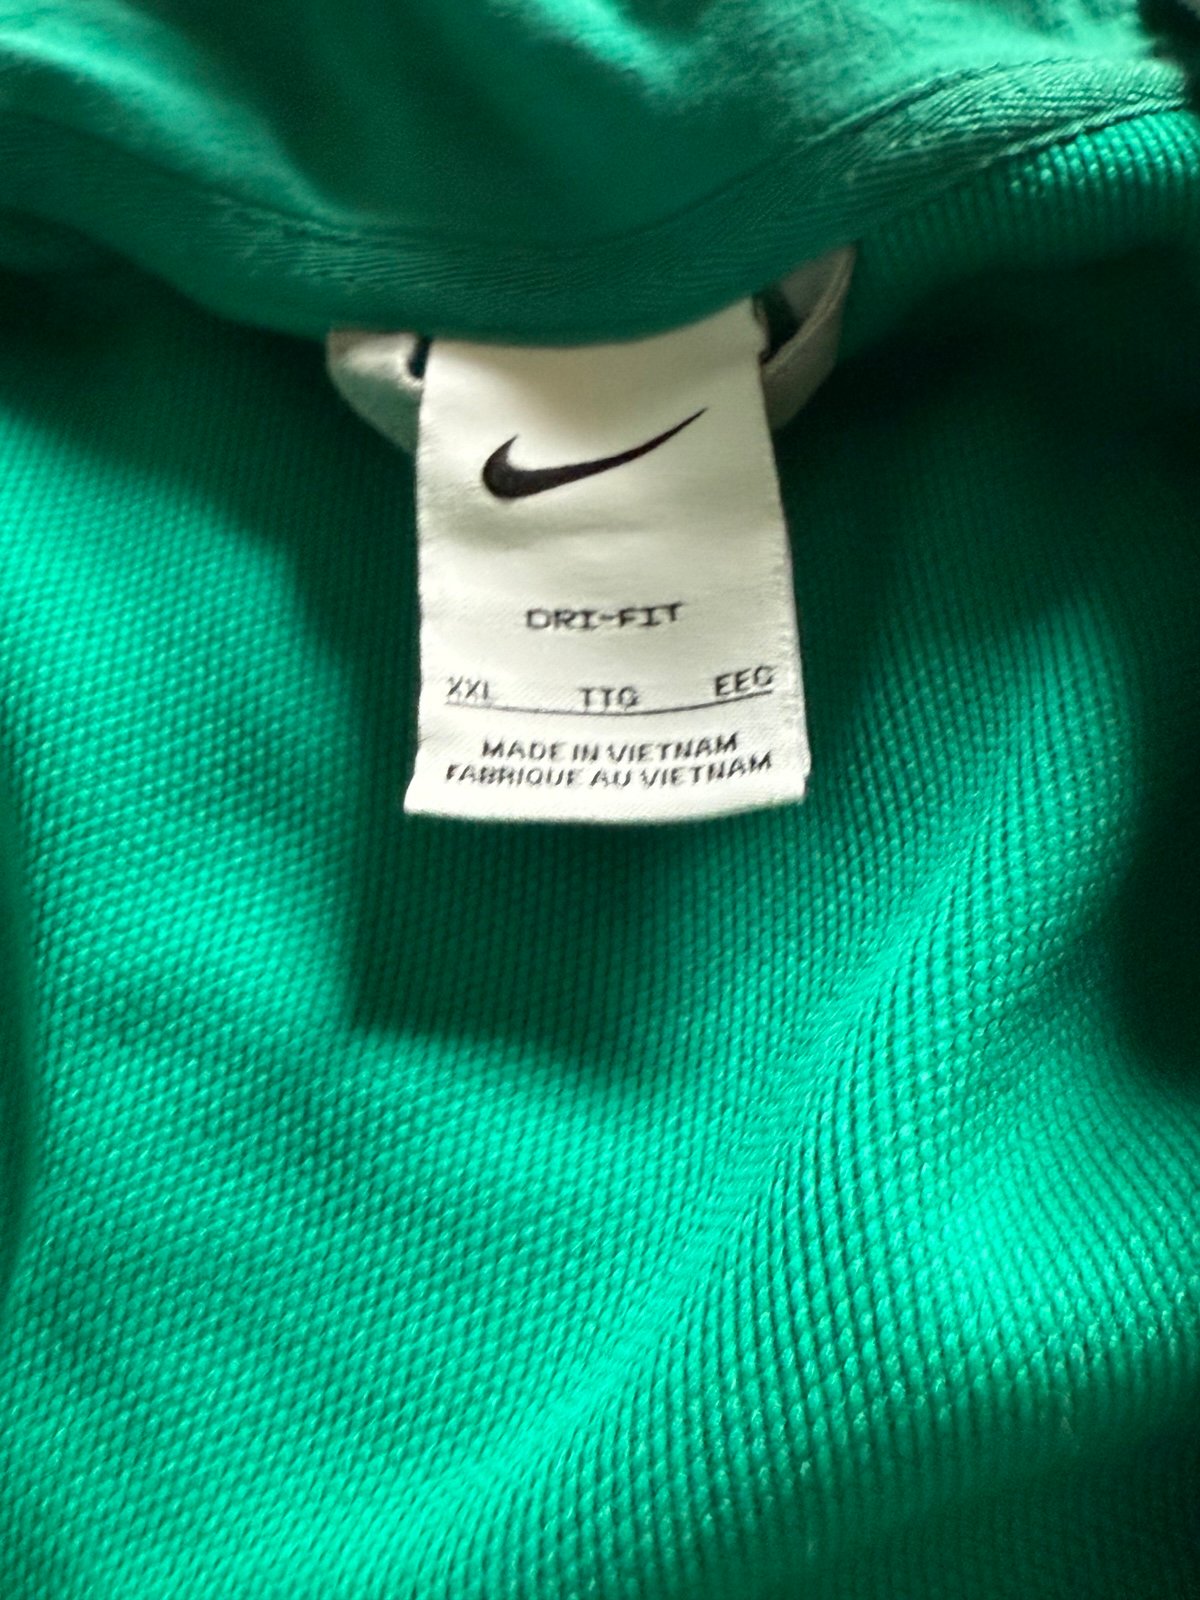 DRI-FIT
XXL TTG EEG
MADE IN VIETNAM
FABRIQUE AU VIETNAM